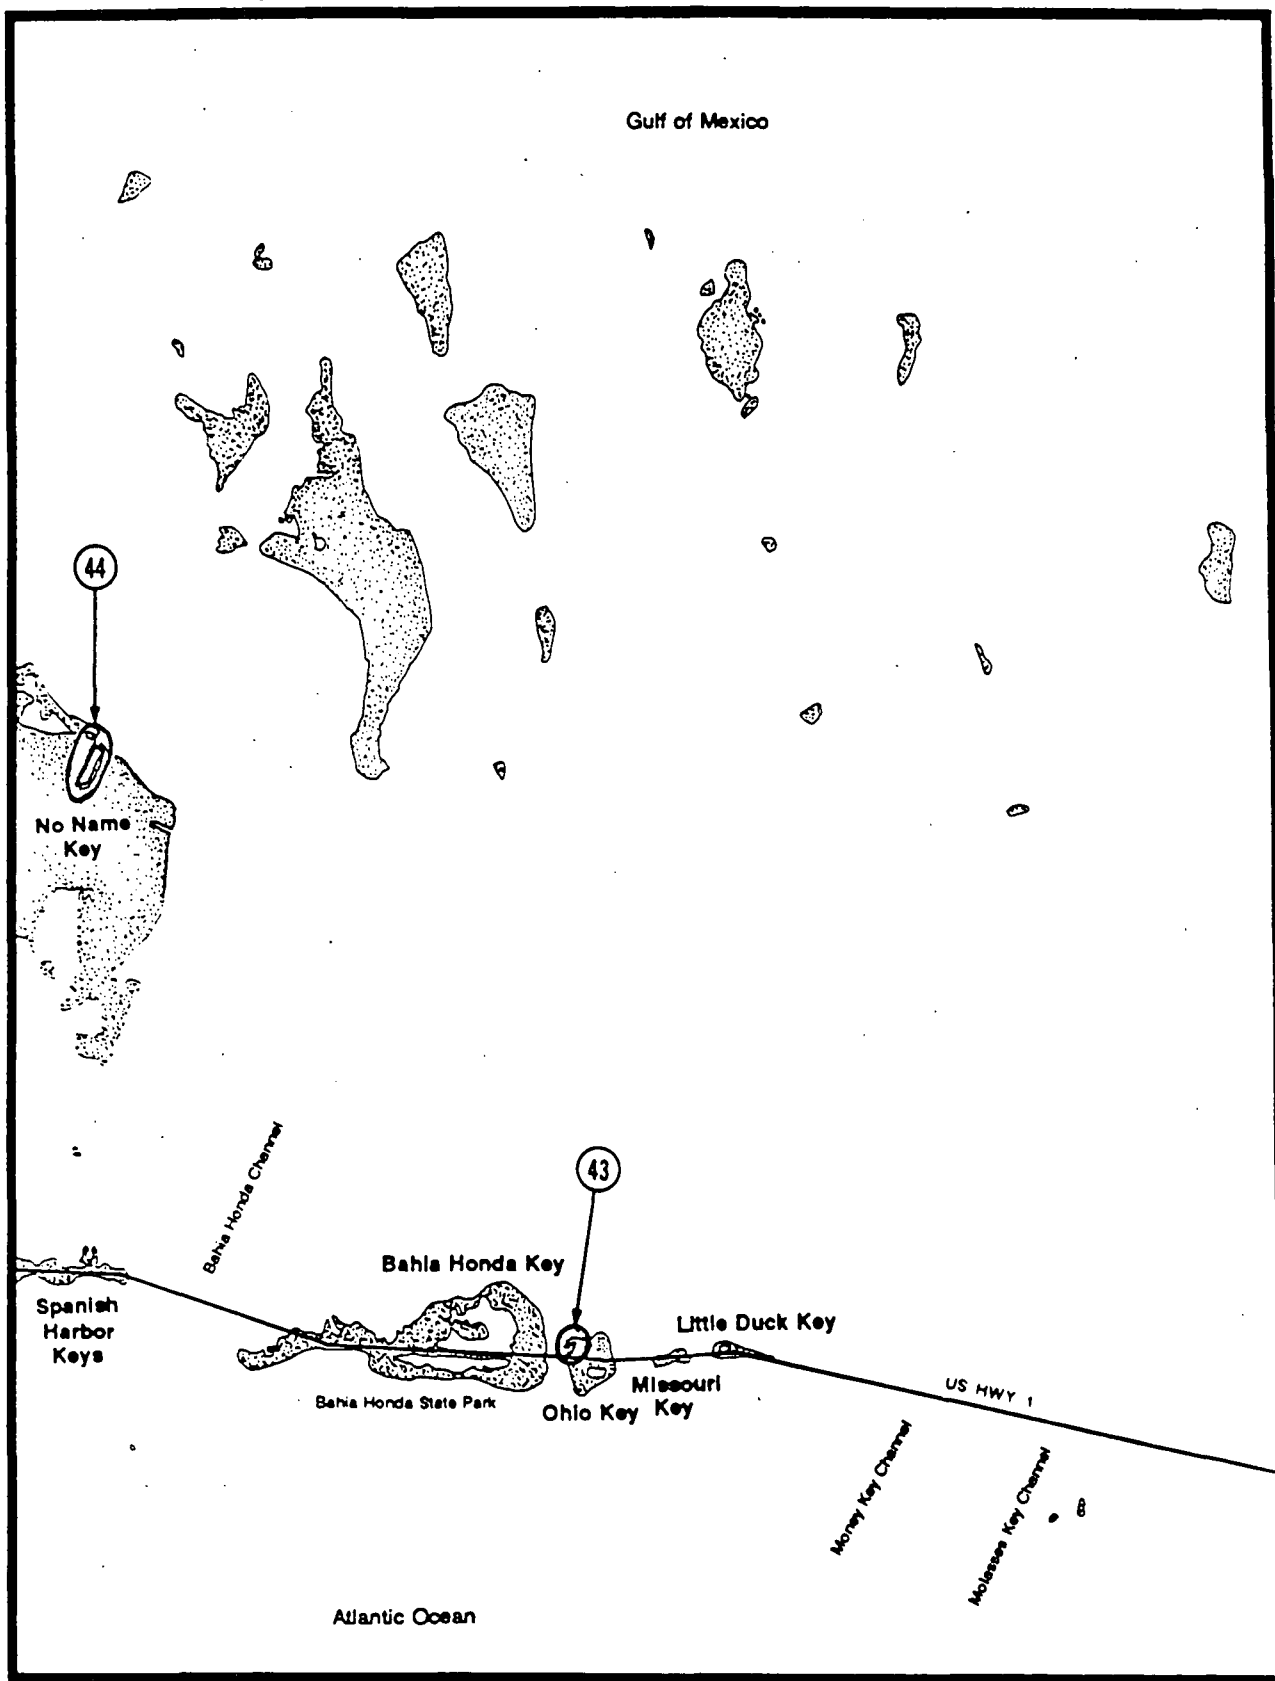 Gulf of Mexico
44
No Name
Key
Bahia Honda Channel
43
Bahia Honda Key
Spanish
Harbor
Keys
Little Duck Key
Bahia Honda State Park
Missouri
Key
Ohio Key
US HWY 1
Money Key Channel
Molasses Key Channel
Atlantic Ocean